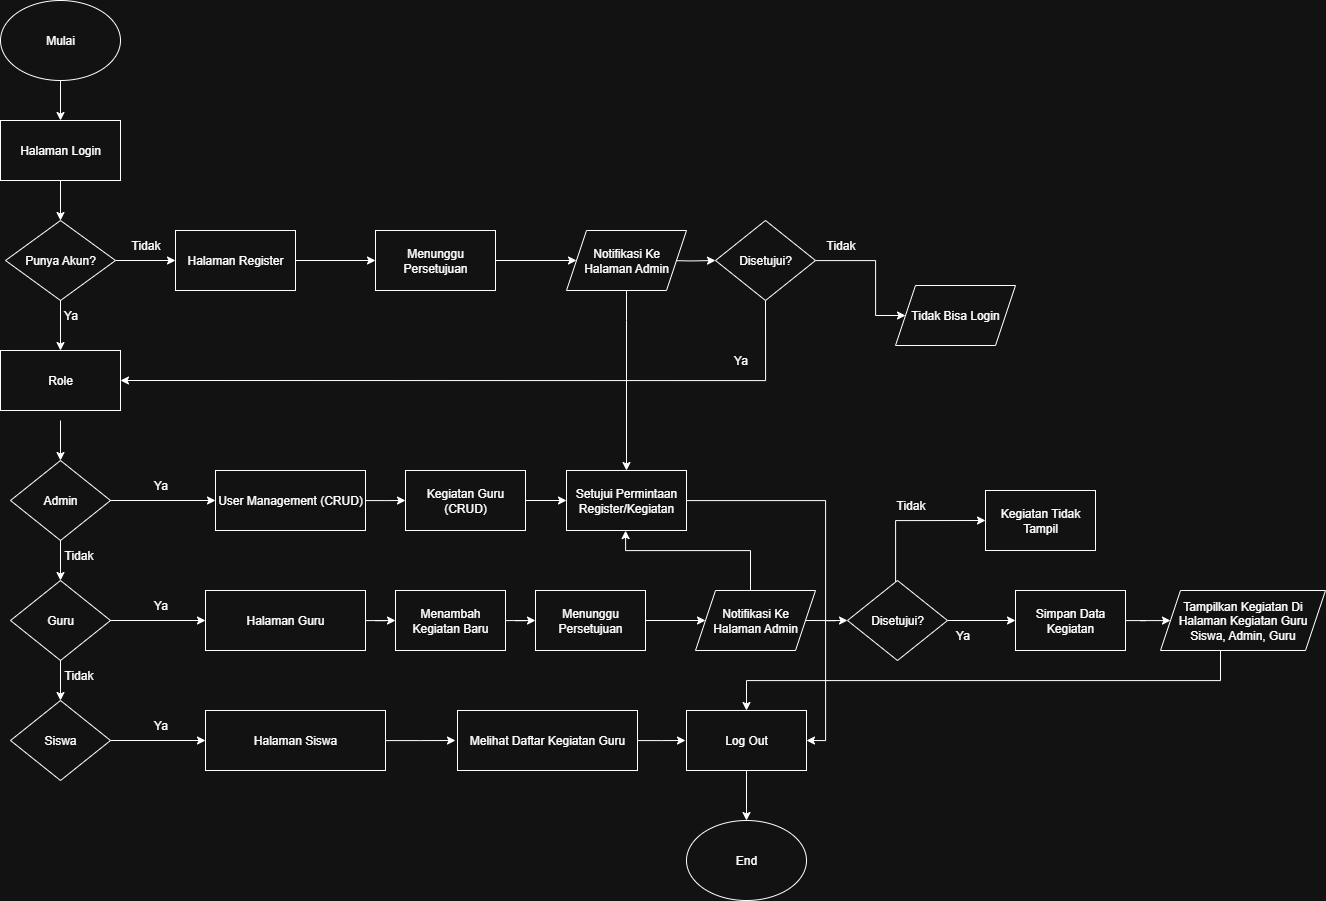 Mulai
Halaman Login
Punya Akun?
Tidak
Halaman Register
Menunggu
Persetujuan
Notifikasi Ke
Halaman Admin
Disetujui?
Tidak
Tidak Bisa Login
Ya
Ya
Role
Admin
Ya
User Management (CRUD)
Kegiatan Guru
(CRUD)
Setujui Permintaan
Register/Kegiatan
Tidak
Kegiatan Tidak
Tampil
Tidak
Guru
Ya
Halaman Guru
Menambah
Kegiatan Baru
Menunggu
Persetujuan
Notifikasi Ke
Halaman Admin
Disetujui?
Ya
Simpan Data
Kegiatan
Tampilkan Kegiatan Di
Halaman Kegiatan Guru
Siswa, Admin, Guru
Tidak
Siswa
Ya
Halaman Siswa
Melihat Daftar Kegiatan Guru
Log Out
End